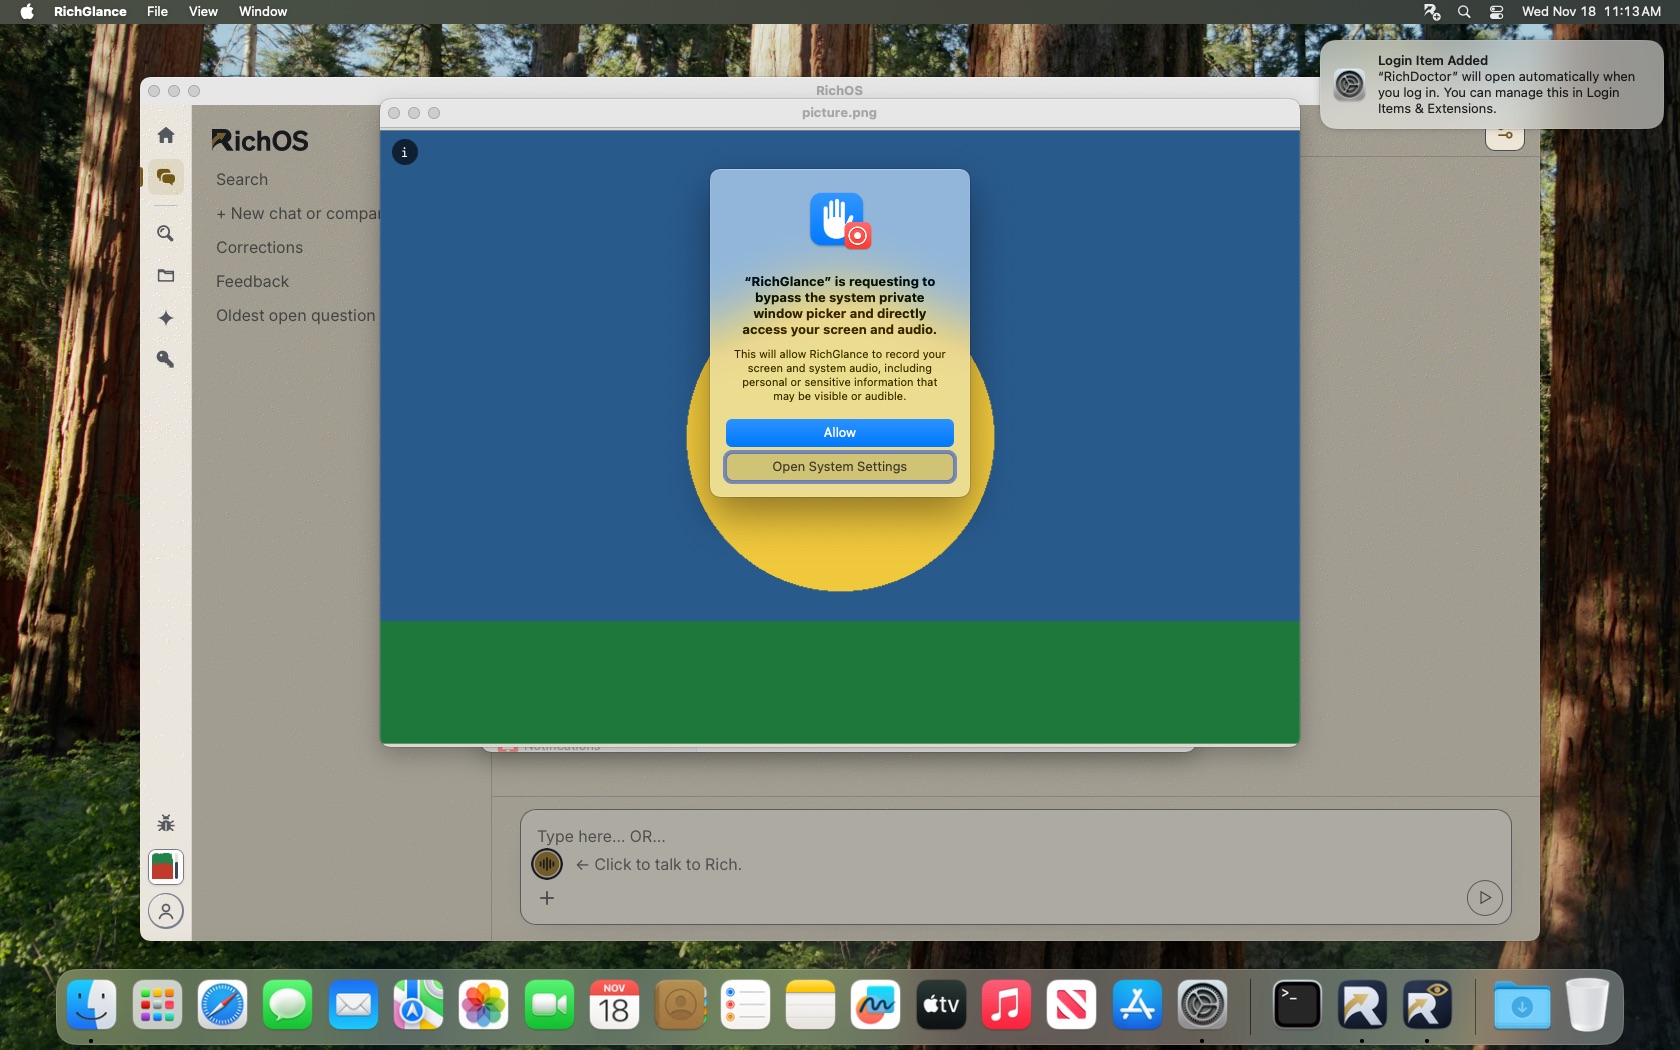 RichGlance File View Window
Wed Nov 18 11:13 AM
Login Item Added
“RichDoctor” will open automatically when
you log in. You can manage this in Login
Items & Extensions.
RichOS
picture.png
i
RichOS
Search
+ New chat or compa
Corrections
Feedback
Oldest open question
“RichGlance” is requesting to
bypass the system private
window picker and directly
access your screen and audio.
This will allow RichGlance to record your
screen and system audio, including
personal or sensitive information that
may be visible or audible.
Allow
Open System Settings
Notifications
Type here... OR...
← Click to talk to Rich.
NOV
18
tv
>_